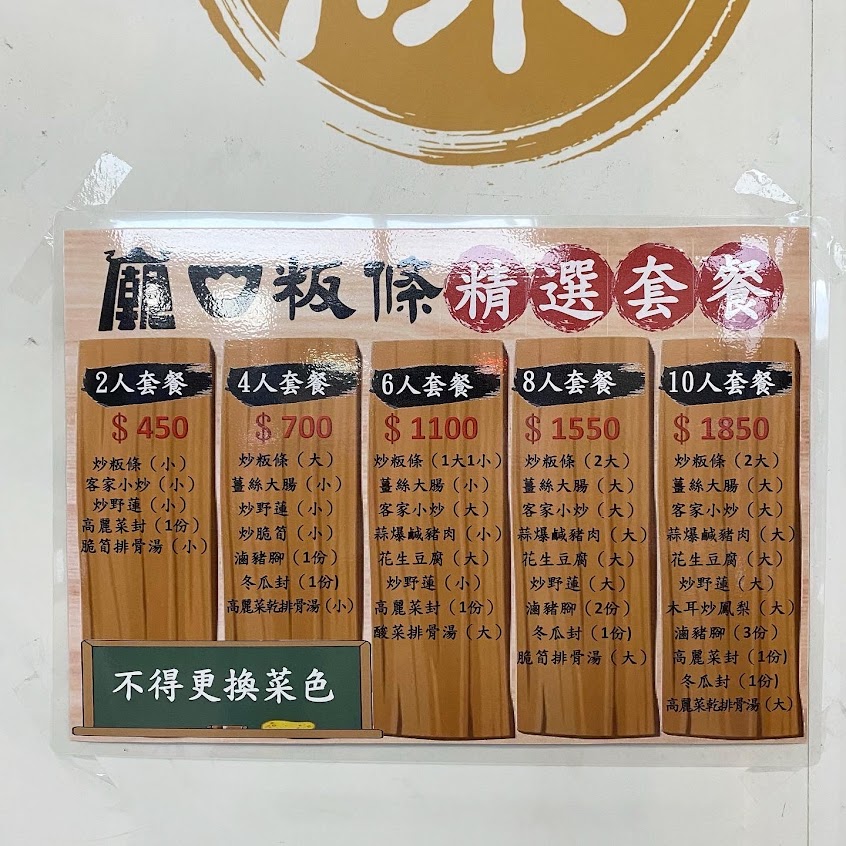 廟口粄條精選套餐
2人套餐
$ 450
炒粄條（小）
客家小炒（小）
炒野蓮（小）
高麗菜封（1份）
脆筍排骨湯（小）
4人套餐
$ 700
炒粄條（大）
薑絲大腸（小）
炒野蓮（小）
炒脆筍（小）
滷豬腳（1份）
冬瓜封（1份)
高麗菜乾排骨湯（小）
6人套餐
$ 1100
炒粄條（1大1小）
薑絲大腸（小）
客家小炒（大）
蒜爆鹹豬肉（小）
花生豆腐（大）
炒野蓮（小）
高麗菜封（1份）
酸菜排骨湯（大）
8人套餐
$ 1550
炒粄條（2大）
薑絲大腸（大）
客家小炒（大）
蒜爆鹹豬肉（大）
花生豆腐（大）
炒野蓮（大）
滷豬腳（2份）
冬瓜封（1份)
脆筍排骨湯（大）
10人套餐
$ 1850
炒粄條（2大）
薑絲大腸（大）
客家小炒（大）
蒜爆鹹豬肉（大）
花生豆腐（大）
炒野蓮（大）
木耳炒鳳梨（大）
滷豬腳（3份）
高麗菜封（1份)
冬瓜封（1份)
高麗菜乾排骨湯（大）
不得更換菜色